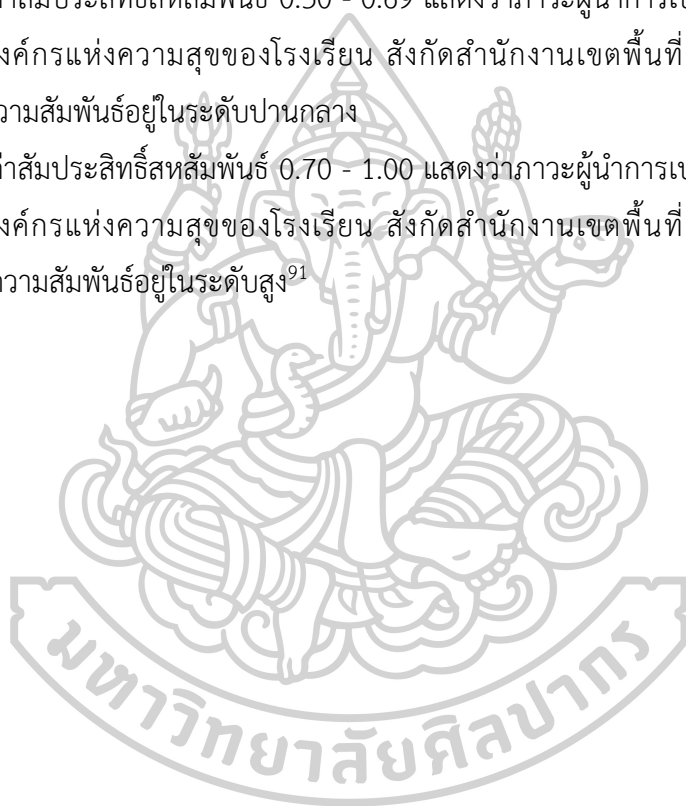 าสัมประสิทธิ์สหสัมพันธ์ 0.30 - 0.69 แสดงว่าภาวะผู้นำการเป
งค์กรแห่งความสุขของโรงเรียน สังกัดสำนักงานเขตพื้นที่
วามสัมพันธ์อยู่ในระดับปานกลาง
าสัมประสิทธิ์สหสัมพันธ์ 0.70 - 1.00 แสดงว่าภาวะผู้นำการเป
งค์กรแห่งความสุขของโรงเรียน สังกัดสำนักงานเขตพื้นที่
วามสัมพันธ์อยู่ในระดับสูง91
มหาวิทยาลัยศิลปากร